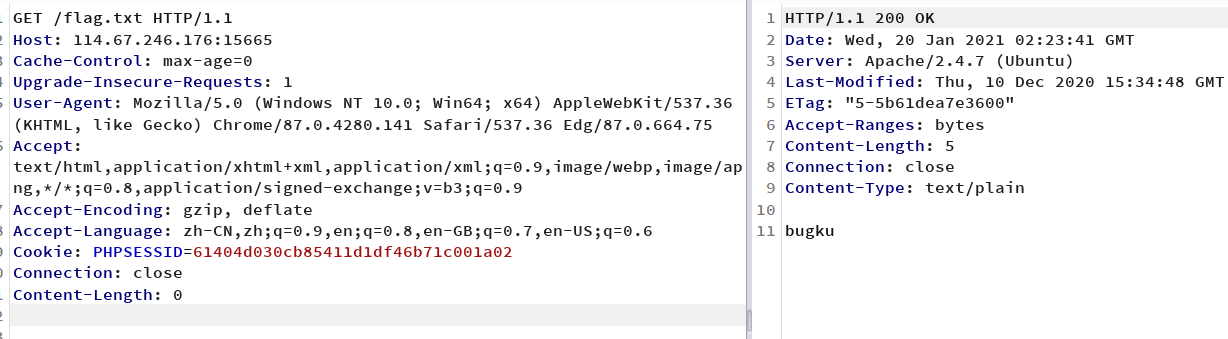 GET /flag.txt HTTP/1.1
Host: 114.67.246.176:15665
Cache-Control: max-age=0
Upgrade-Insecure-Requests: 1
User-Agent: Mozilla/5.0 (Windows NT 10.0; Win64; x64) AppleWebKit/537.36
(KHTML, like Gecko) Chrome/87.0.4280.141 Safari/537.36 Edg/87.0.664.75
Accept:
text/html,application/xhtml+xml,application/xml;q=0.9,image/webp,image/ap
ng,*/*;q=0.8,application/signed-exchange;v=b3;q=0.9
Accept-Encoding: gzip, deflate
Accept-Language: zh-CN,zh;q=0.9,en;q=0.8,en-GB;q=0.7,en-US;q=0.6
Cookie: PHPSESSID=61404d030cb85411d1df46b71c001a02
Connection: close
Content-Length: 0
1 HTTP/1.1 200 OK
2 Date: Wed, 20 Jan 2021 02:23:41 GMT
3 Server: Apache/2.4.7 (Ubuntu)
4 Last-Modified: Thu, 10 Dec 2020 15:34:48 GMT
5 ETag: "5-5b61dea7e3600"
6 Accept-Ranges: bytes
7 Content-Length: 5
8 Connection: close
9 Content-Type: text/plain
10
11 bugku